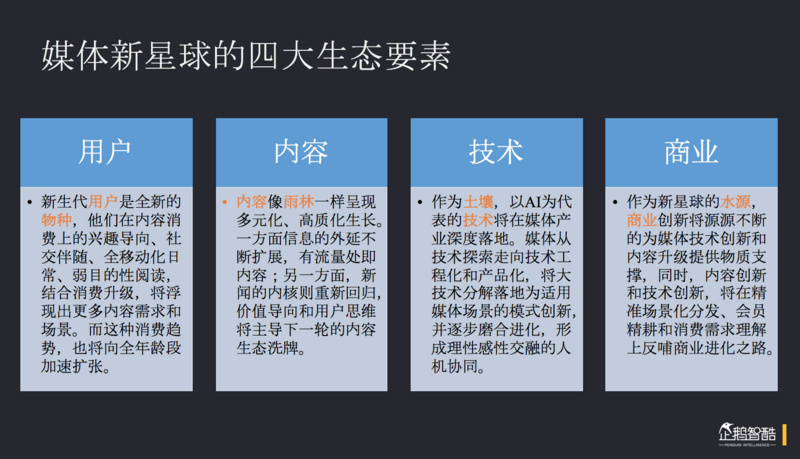 媒体新星球的四大生态要素
用户
• 新生代用户是全新的
物种，他们在内容消
费上的兴趣导向、社
交伴随、全移动化日
常、弱目的性阅读，
结合消费升级，将浮
现出更多内容需求和
场景。而这种消费趋
势，也将向全年龄段
加速扩张。
内容
• 内容像雨林一样呈现
多元化、高质化生长。
一方面信息的外延不
断扩展，有流量处即
内容；另一方面，新
闻的内核则重新回归，
价值导向和用户思维
将主导下一轮的内容
生态洗牌。
技术
• 作为土壤，以AI为代
表的技术将在媒体产
业深度落地。媒体从
技术探索走向技术工
程化和产品化，将大
技术分解落地为适用
媒体场景的模式创新，
并逐步磨合进化，形
成理性感性交融的人
机协同。
商业
• 作为新星球的水源，
商业创新将源源不断
的为媒体技术创新和
内容升级提供物质支
撑，同时，内容创新
和技术创新，将在精
准场景化分发、会员
精耕和消费需求理解
上反哺商业进化之路。
企鹅智酷
PENGUIN INTELLIGENCE